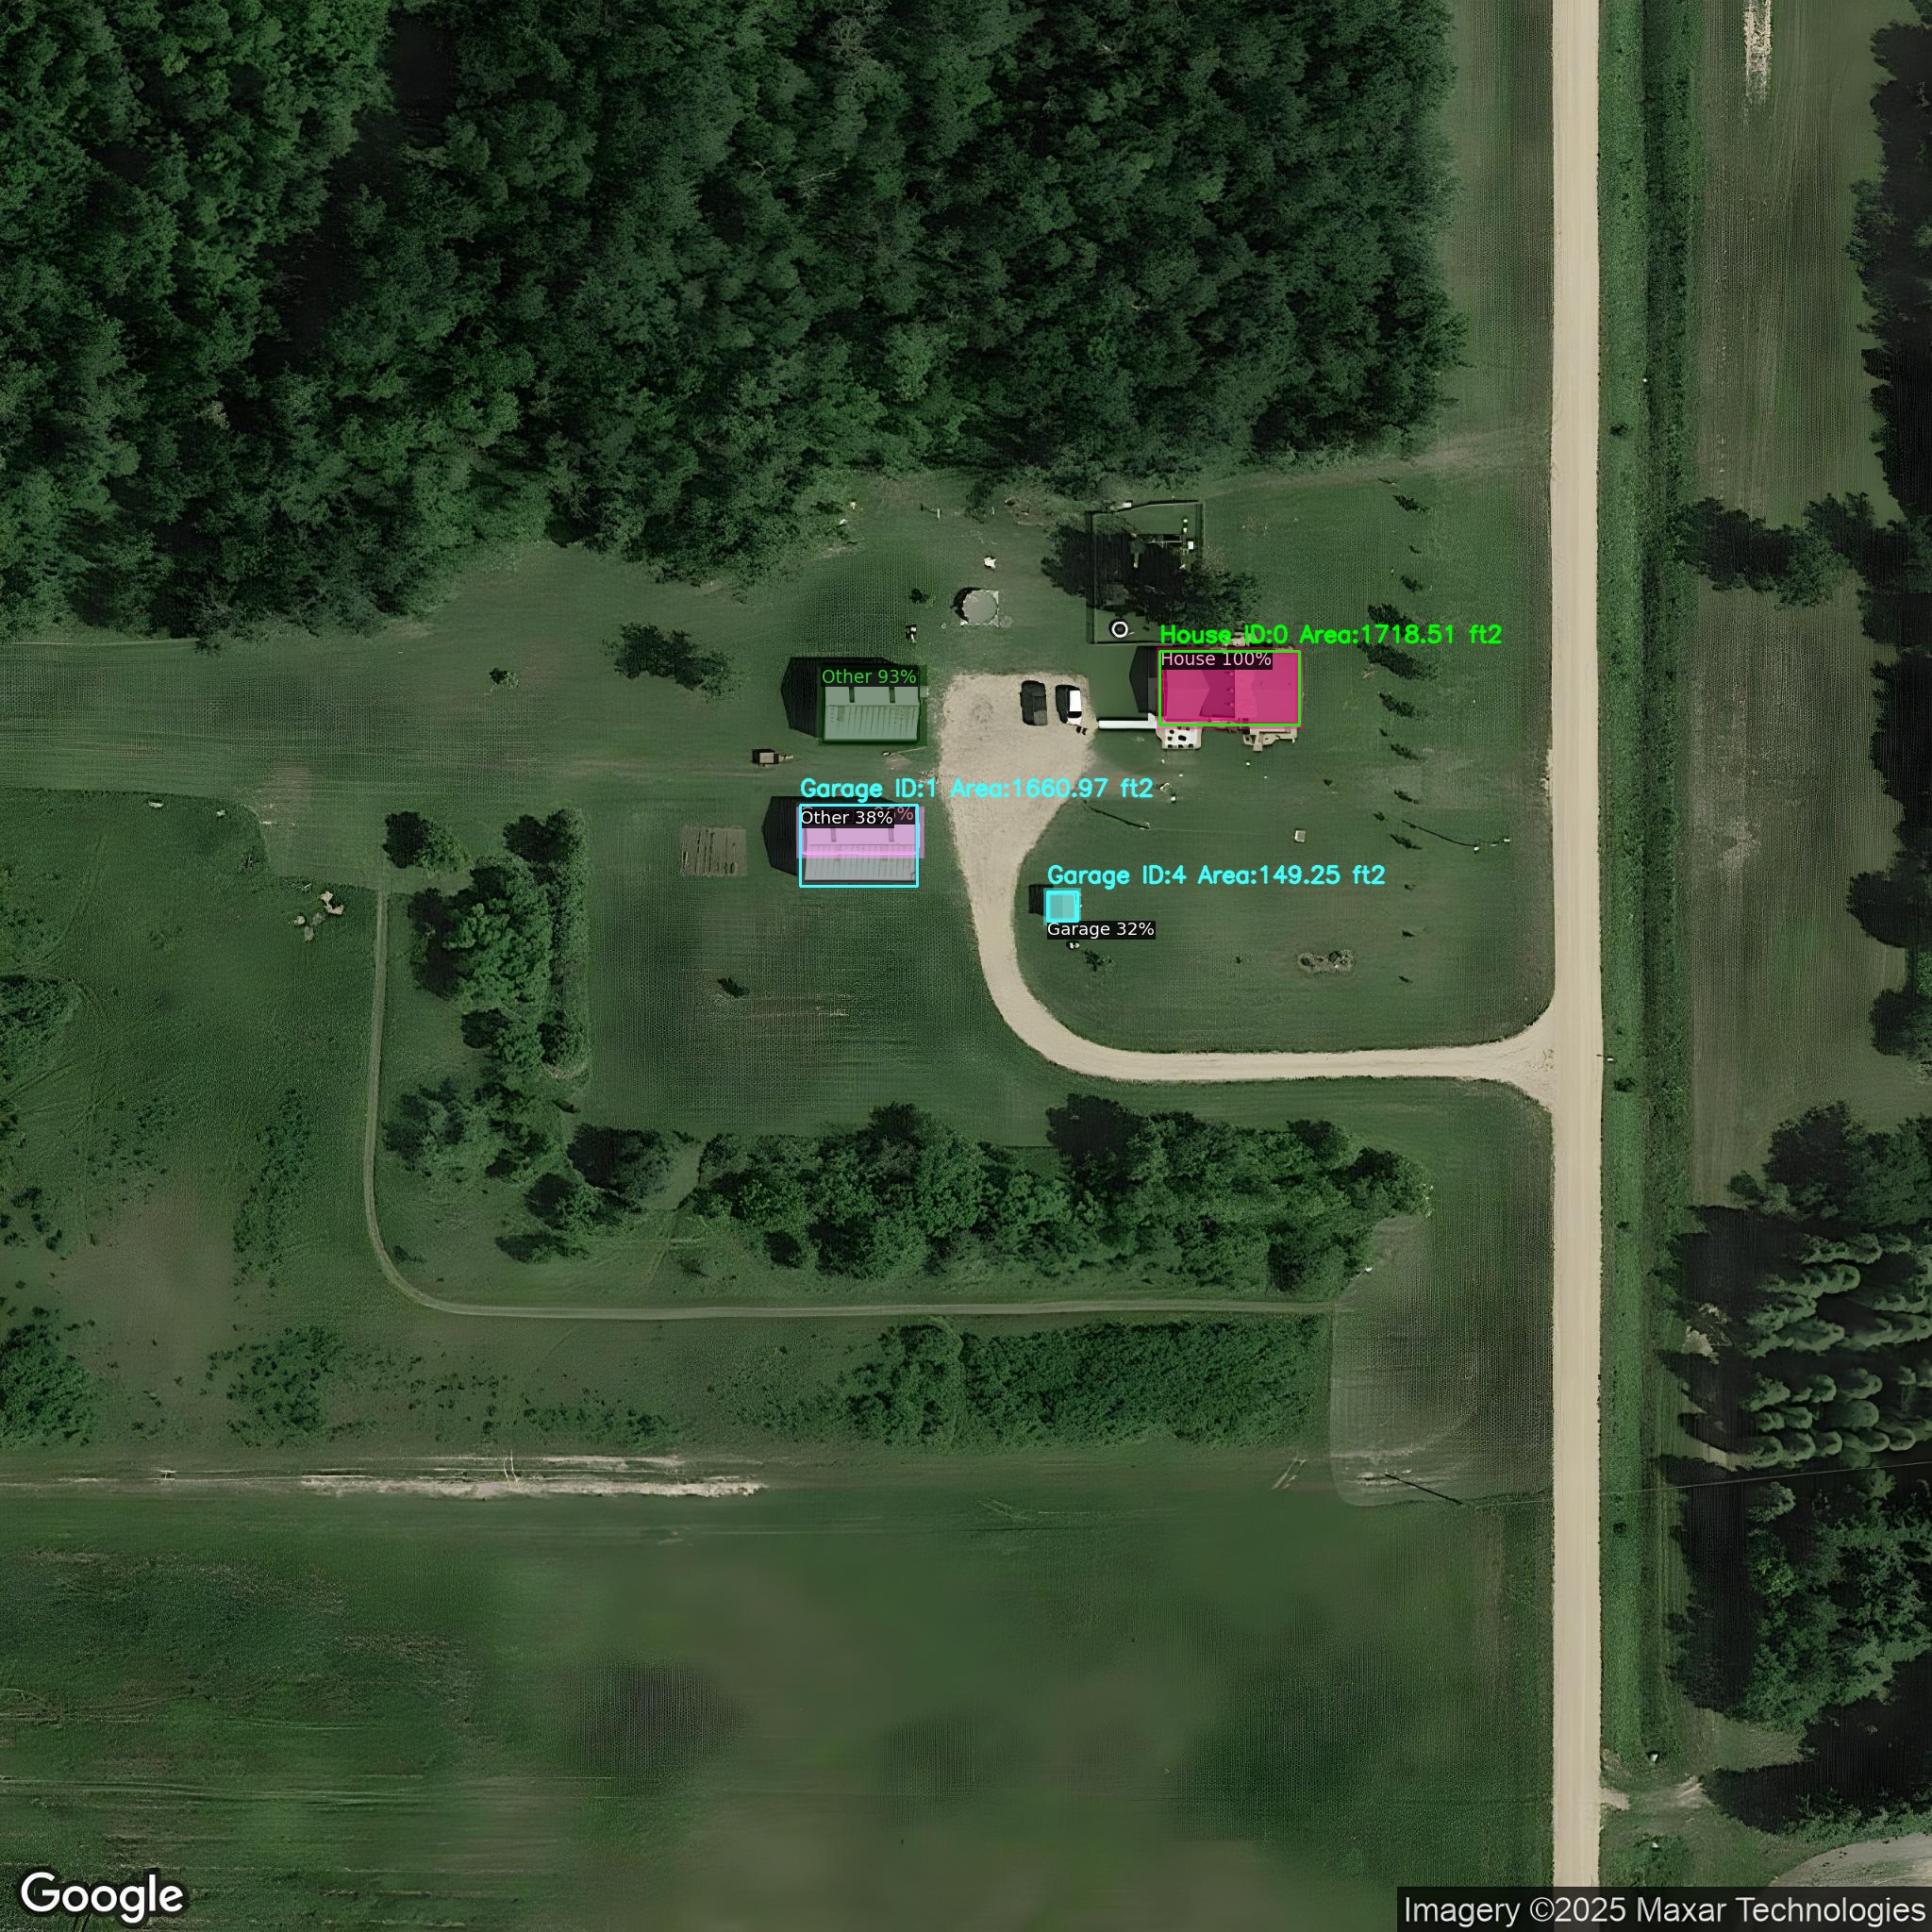 House ID:0 Area:1718.51 ft2
House 100%
Other 93%
Garage ID:1 Area:1660.97 ft2
Other 38%
Garage ID:4 Area:149.25 ft2
Garage 32%
Google
Imagery ©2025 Maxar Technologies